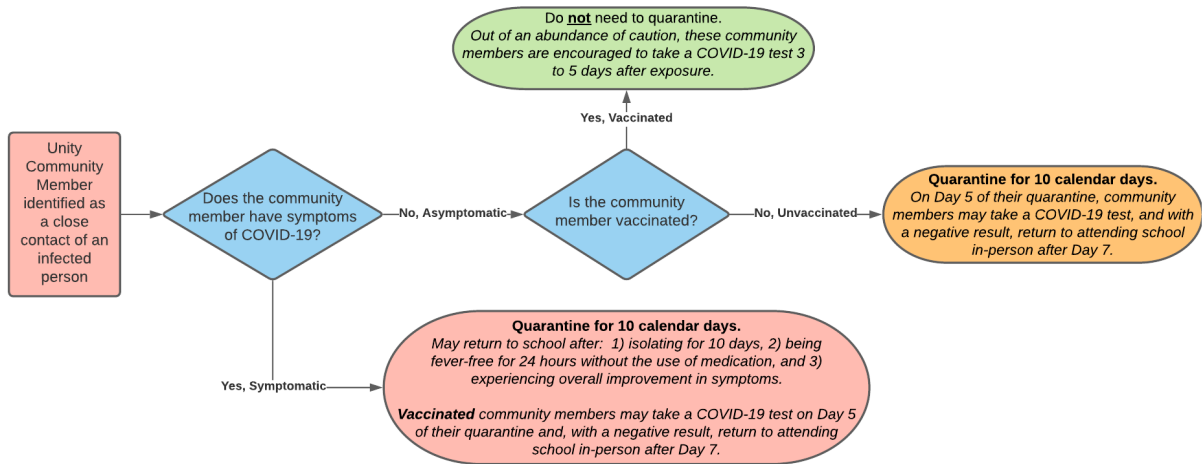 Do not need to quarantine.
Out of an abundance of caution, these community
members are encouraged to take a COVID-19 test 3
to 5 days after exposure.
Yes, Vaccinated
Unity
Community
Member
identified as
a close
contact of an
infected
person
Does the community
member have symptoms
of COVID-19?
No, Asymptomatic
Is the community
member vaccinated?
No, Unvaccinated
Quarantine for 10 calendar days.
On Day 5 of their quarantine, community
members may take a COVID-19 test, and with
a negative result, return to attending school
in-person after Day 7.
Yes, Symptomatic
Quarantine for 10 calendar days.
May return to school after:  1) isolating for 10 days, 2) being
fever-free for 24 hours without the use of medication, and 3)
experiencing overall improvement in symptoms.
Vaccinated community members may take a COVID-19 test on Day 5
of their quarantine and, with a negative result, return to attending
school in-person after Day 7.